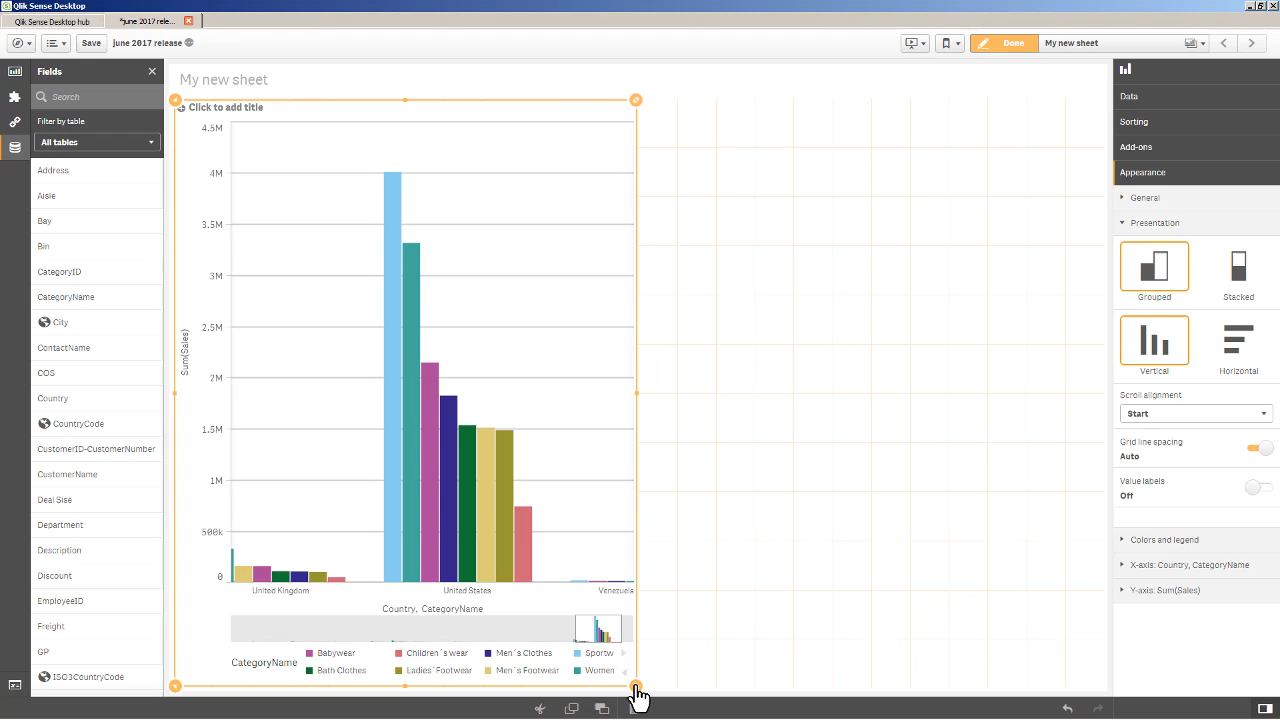 Qlik Sense Desktop
Qlik Sense Desktop hub
*june 2017 rele...
Save
june 2017 release
Done
My new sheet
Fields
Search
Filter by table
All tables
Address
Aisle
Bay
Bin
CategoryID
CategoryName
City
ContactName
COS
Country
CountryCode
CustomerID-CustomerNumber
CustomerName
Deal Sise
Department
Description
Discount
EmployeeID
Freight
GP
ISO3CountryCode
My new sheet
Click to add title
4.5M
4M
3.5M
3M
2.5M
2M
1.5M
1M
500k
0
Sum(Sales)
United Kingdom
United States
Venezuela
Country, CategoryName
CategoryName
Babywear
Children´s wear
Men´s Clothes
Sportw
Bath Clothes
Ladies´Footwear
Men´s Footwear
Women
Data
Sorting
Add-ons
Appearance
General
Presentation
Grouped
Stacked
Vertical
Horizontal
Scroll alignment
Start
Grid line spacing
Auto
Value labels
Off
Colors and legend
X-axis: Country, CategoryName
Y-axis: Sum(Sales)